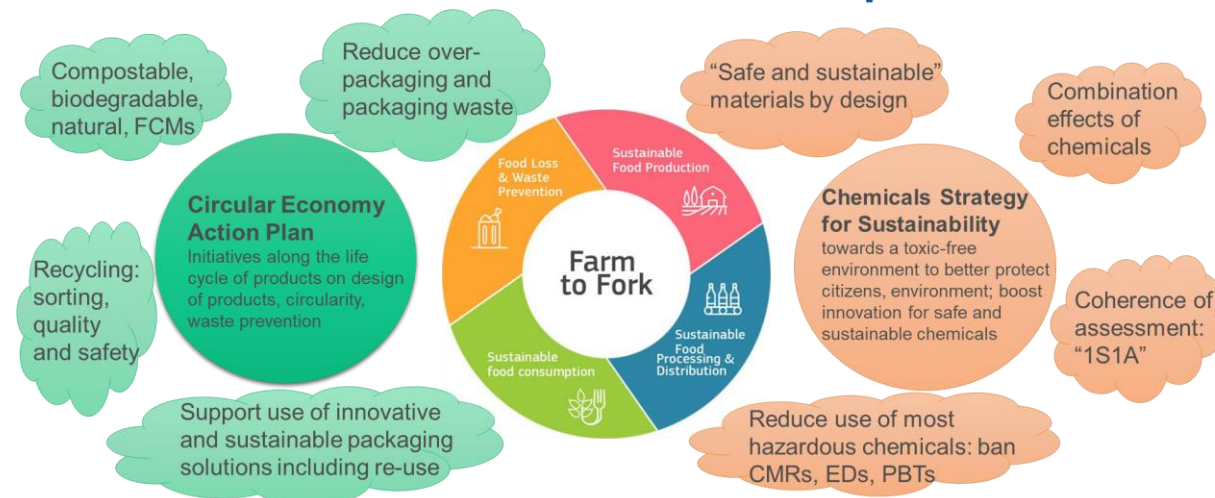 Compostable,
biodegradable,
natural, FCMs
Reduce over-
packaging and
packaging waste
Circular Economy
Action Plan
Initiatives along the life
cycle of products on design
of products, circularity,
waste prevention
Recycling:
sorting,
quality
and safety
Support use of innovative
and sustainable packaging
solutions including re-use
Food Loss
& Waste
Prevention
Sustainable
Food Production
Farm
to Fork
Sustainable
food consumption
Sustainable
Food
Processing &
Distribution
“Safe and sustainable”
materials by design
Combination
effects of
chemicals
Chemicals Strategy
for Sustainability
towards a toxic-free
environment to better protect
citizens, environment; boost
innovation for safe and
sustainable chemicals
Coherence of
assessment:
“1S1A”
Reduce use of most
hazardous chemicals: ban
CMRs, EDs, PBTs